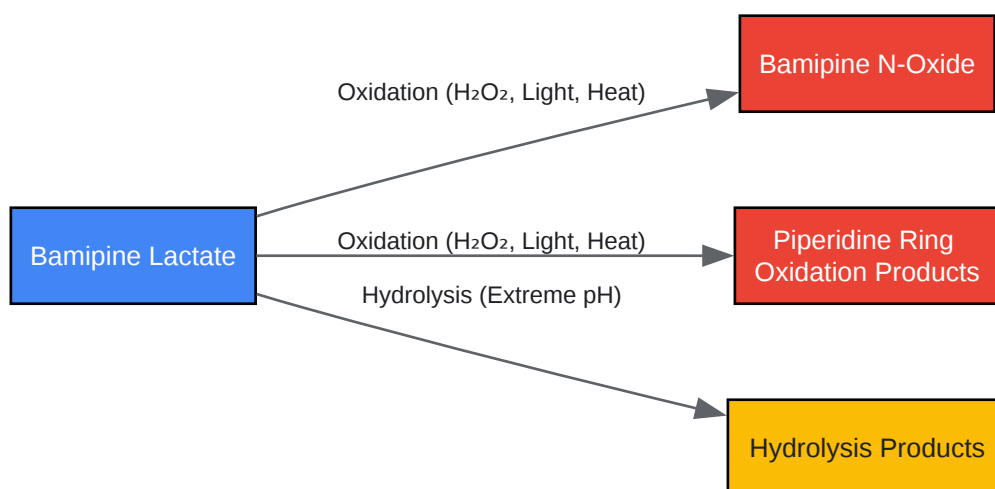 Bamipine N-Oxide
Oxidation (H₂O₂, Light, Heat)
Bamipine Lactate
Oxidation (H₂O₂, Light, Heat)
Piperidine Ring
Oxidation Products
Hydrolysis (Extreme pH)
Hydrolysis Products